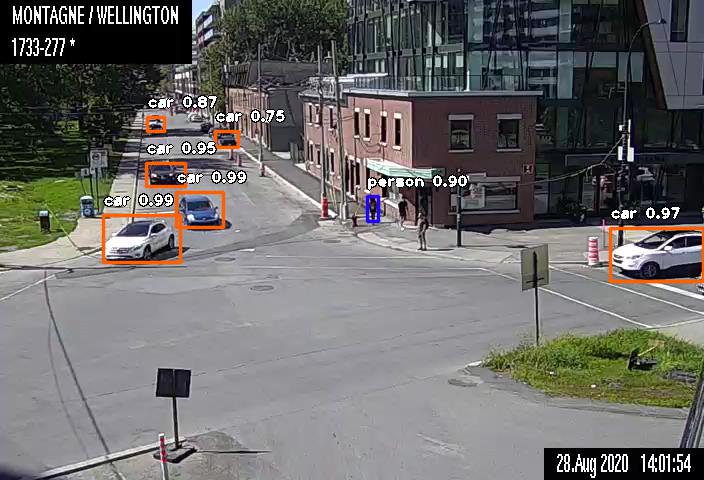 MONTAGNE / WELLINGTON
1733-277 *
car 0.87
car 0.75
car 0.95
car 0.99
car 0.99
person 0.90
car 0.97
28.Aug 2020 14:01:54